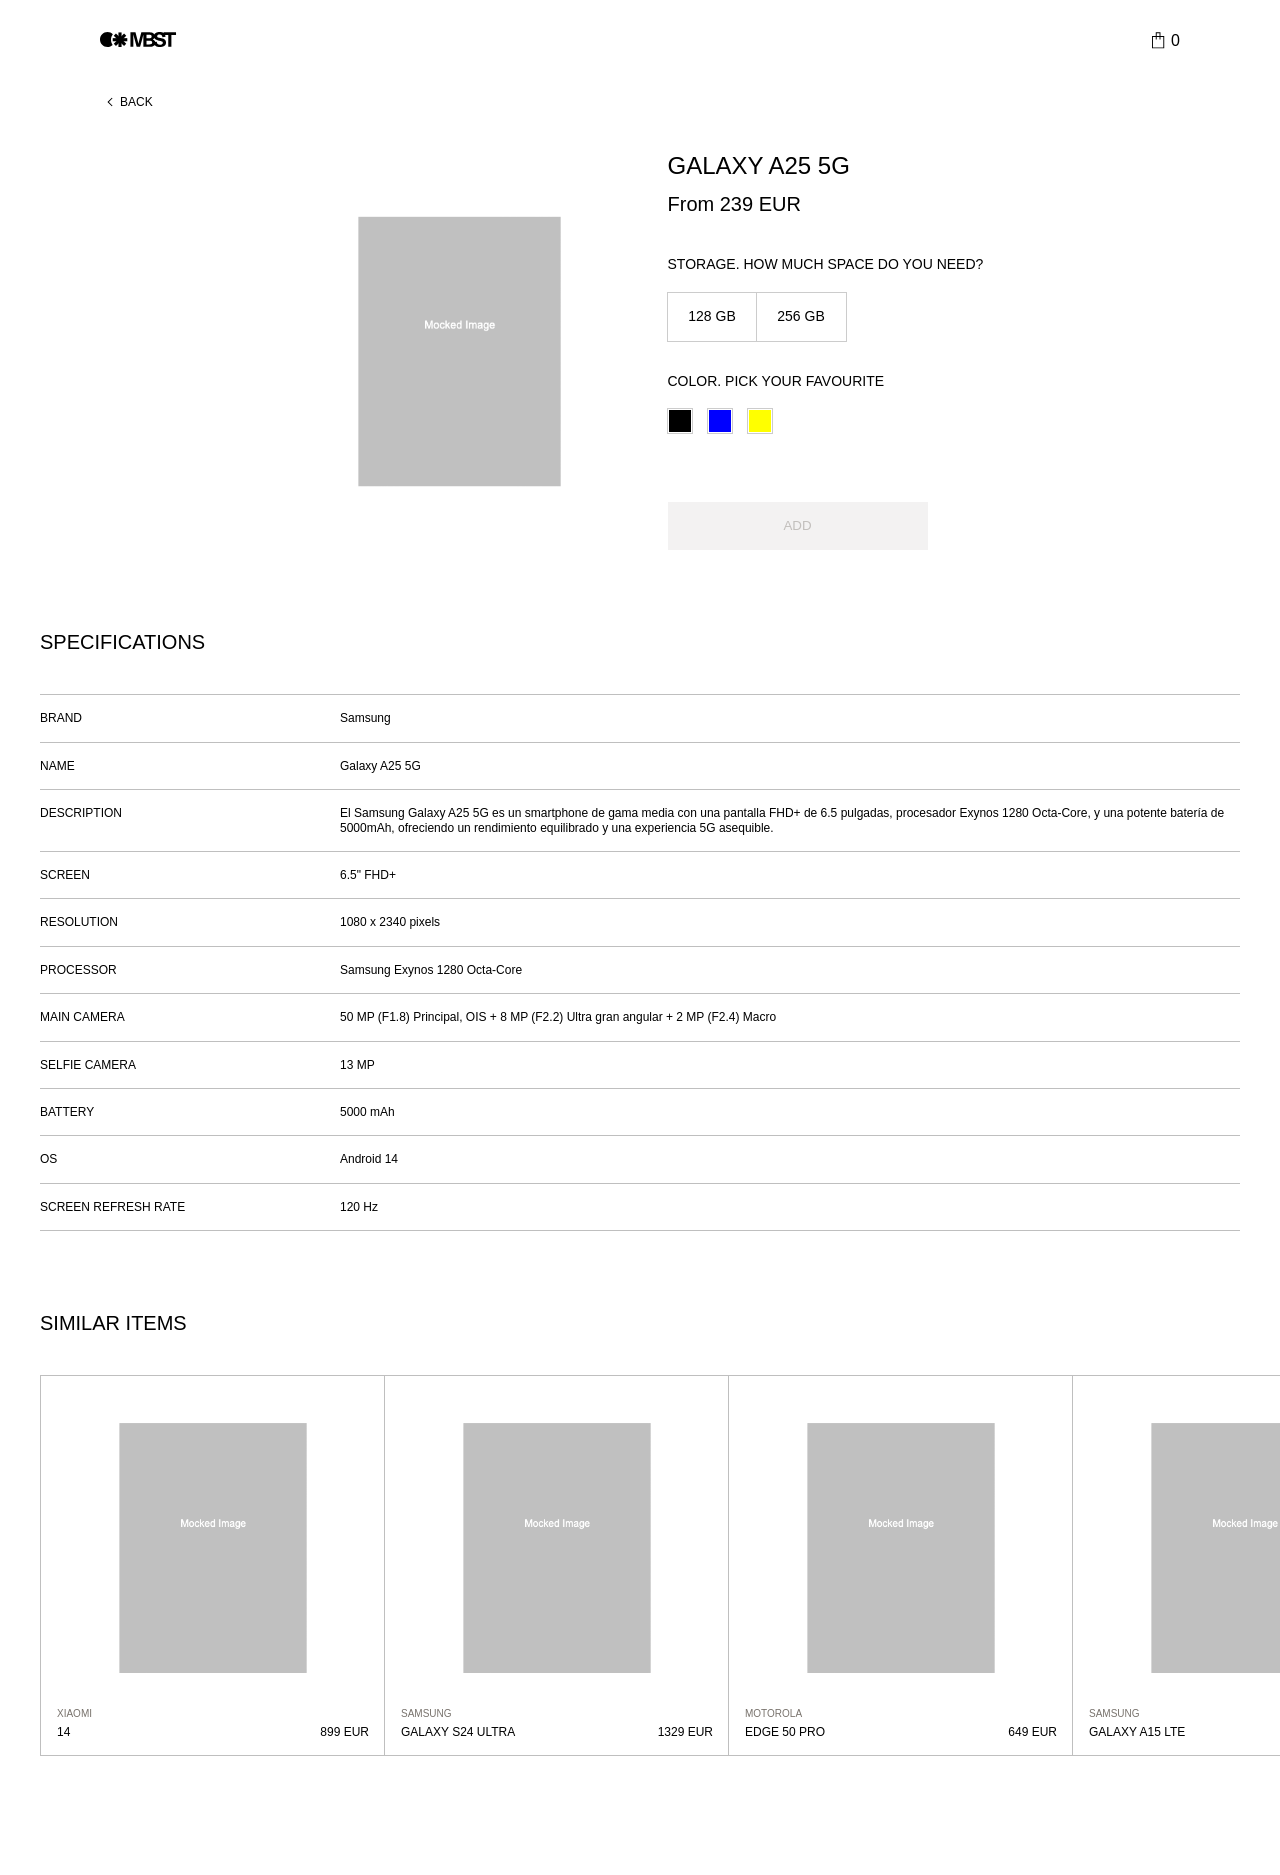 MBST
0
BACK
GALAXY A25 5G
From 239 EUR
Mocked Image
STORAGE. HOW MUCH SPACE DO YOU NEED?
128 GB 256 GB
COLOR. PICK YOUR FAVOURITE
ADD
SPECIFICATIONS
BRAND Samsung
NAME Galaxy A25 5G
DESCRIPTION El Samsung Galaxy A25 5G es un smartphone de gama media con una pantalla FHD+ de 6.5 pulgadas, procesador Exynos 1280 Octa-Core, y una potente batería de
5000mAh, ofreciendo un rendimiento equilibrado y una experiencia 5G asequible.
SCREEN 6.5" FHD+
RESOLUTION 1080 x 2340 pixels
PROCESSOR Samsung Exynos 1280 Octa-Core
MAIN CAMERA 50 MP (F1.8) Principal, OIS + 8 MP (F2.2) Ultra gran angular + 2 MP (F2.4) Macro
SELFIE CAMERA 13 MP
BATTERY 5000 mAh
OS Android 14
SCREEN REFRESH RATE 120 Hz
SIMILAR ITEMS
Mocked Image Mocked Image Mocked Image Mocked Image
XIAOMI SAMSUNG MOTOROLA SAMSUNG
14 899 EUR GALAXY S24 ULTRA 1329 EUR EDGE 50 PRO 649 EUR GALAXY A15 LTE